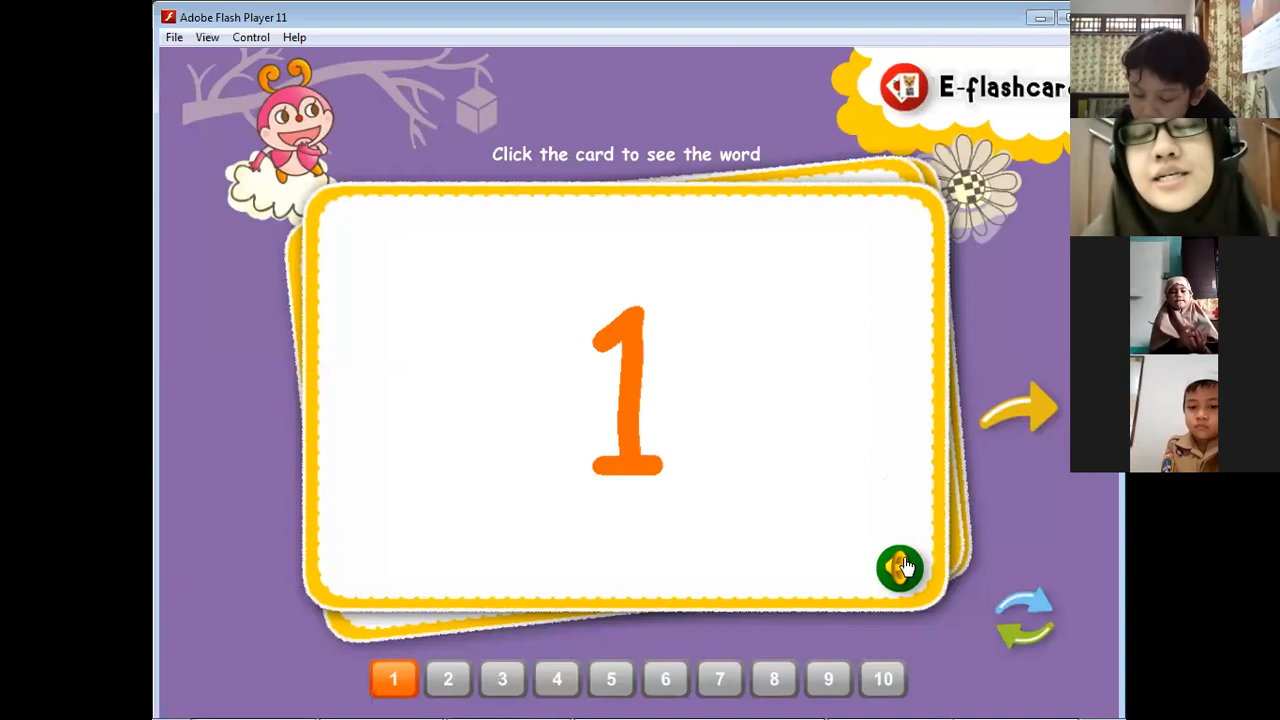 Adobe Flash Player 11
File View Control Help
E-flashcar
Click the card to see the word
1
1 2 3 4 5 6 7 8 9 10